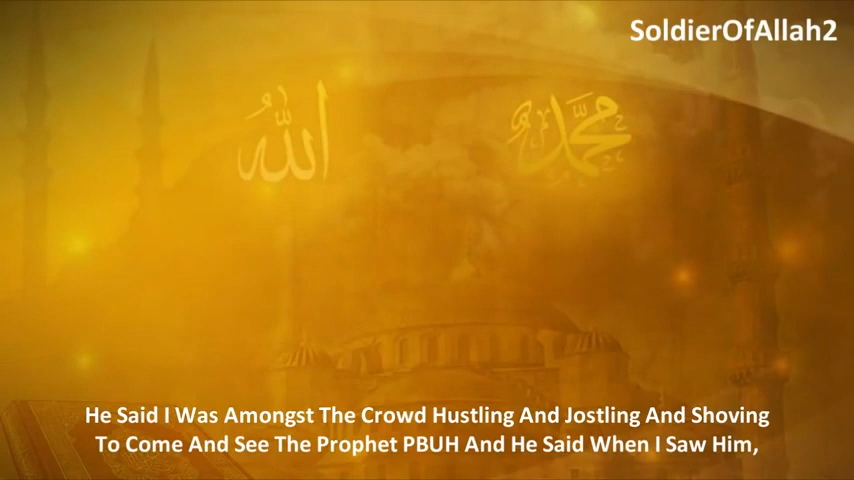 SoldierOfAllah2
الله محمد
He Said I Was Amongst The Crowd Hustling And Jostling And Shoving
To Come And See The Prophet PBUH And He Said When I Saw Him,